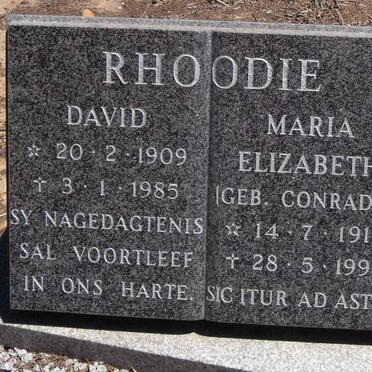 RHOODIE
DAVID
☆ 20 · 2 · 1909
† 3 · 1 · 1985
SY NAGEDAGTENIS
SAL VOORTLEEF
IN ONS HARTE.
MARIA
ELIZABETH
(GEB. CONRAD
☆ 14 · 7 · 191
† 28 · 5 · 199
SIC ITUR AD AST